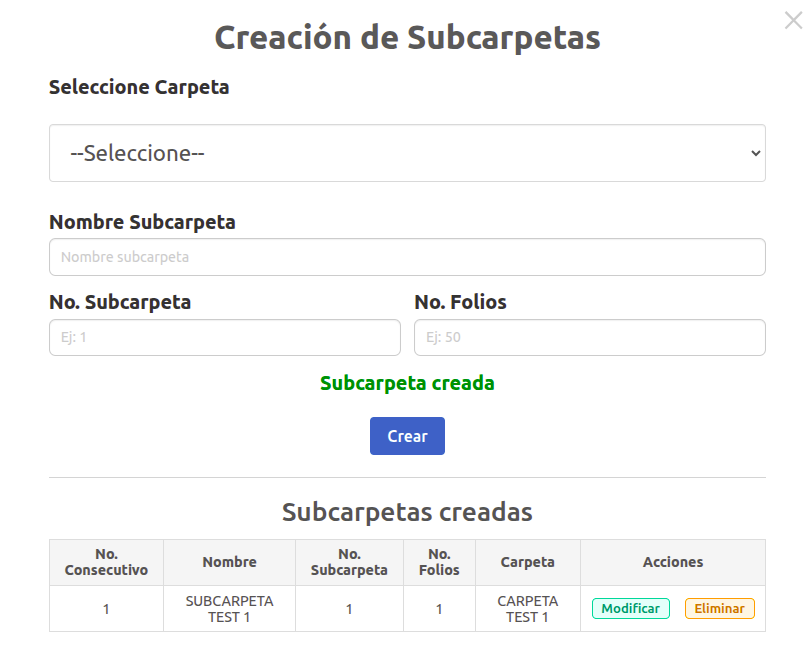 Creación de Subcarpetas
Seleccione Carpeta
--Seleccione--
Nombre Subcarpeta
Nombre subcarpeta
No. Subcarpeta
No. Folios
Ej: 1
Ej: 50
Subcarpeta creada
Crear
Subcarpetas creadas
No. Consecutivo
Nombre
No. Subcarpeta
No. Folios
Carpeta
Acciones
1
SUBCARPETA TEST 1
1
1
CARPETA TEST 1
Modificar
Eliminar